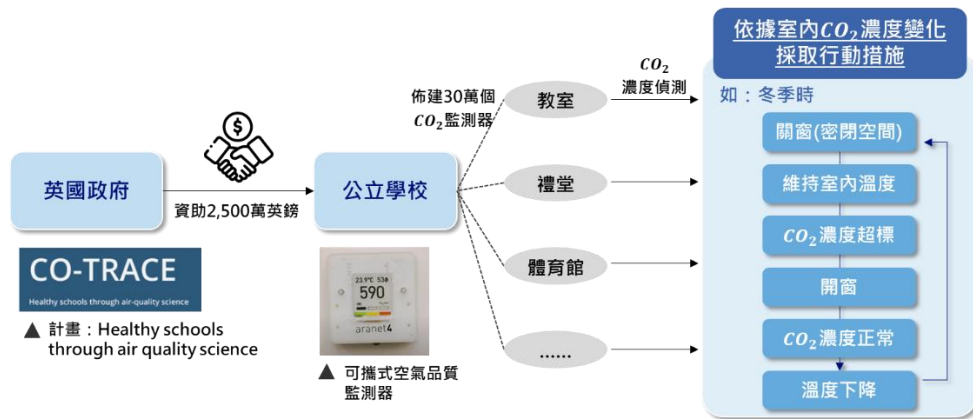 英國政府
$
資助2,500萬英鎊
CO-TRACE
Healthy schools through air-quality science
▲ 計畫：Healthy schools
through air quality science
公立學校
23.9°C 53%
590
aranet4
▲ 可攜式空氣品質
監測器
佈建30萬個
CO₂監測器
教室
禮堂
體育館
......
CO₂
濃度偵測
依據室內CO₂濃度變化
採取行動措施
如：冬季時
關窗(密閉空間)
維持室內溫度
CO₂濃度超標
開窗
CO₂濃度正常
溫度下降